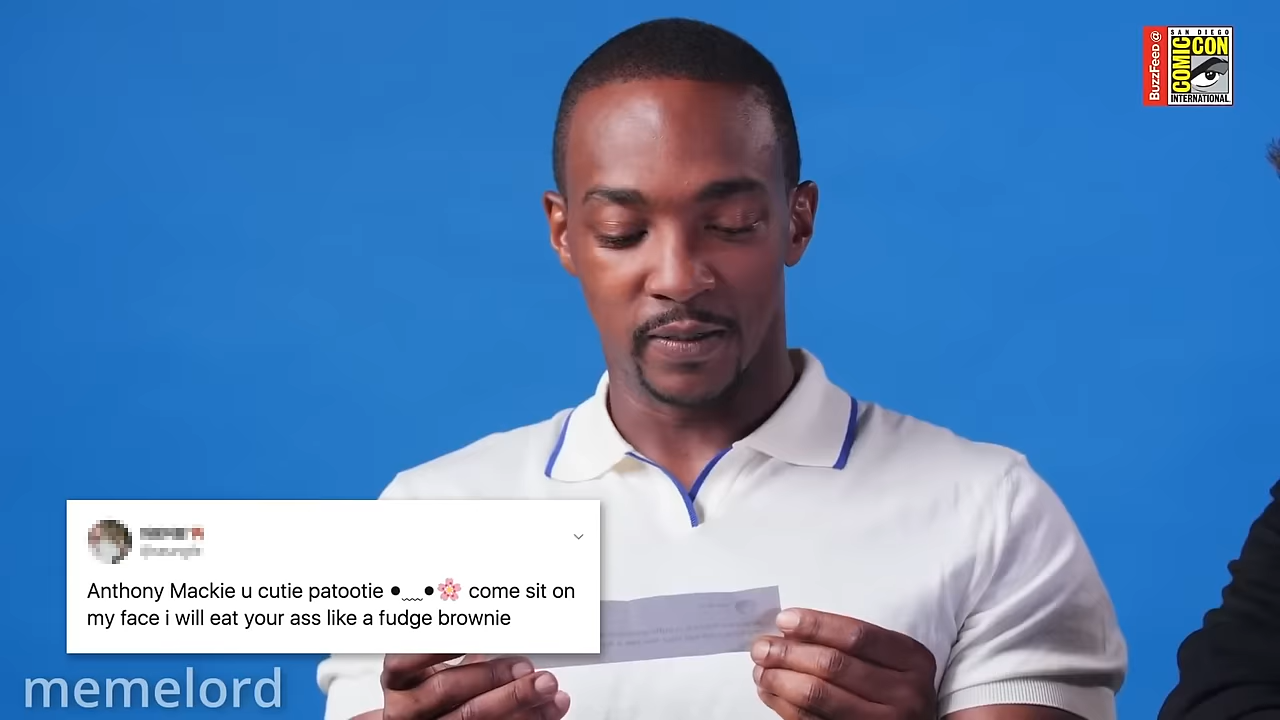 BuzzFeed @
SAN DIEGO
COMIC
CON
INTERNATIONAL
Anthony Mackie u cutie patootie ●﹏●🌸 come sit on
my face i will eat your ass like a fudge brownie
memelord